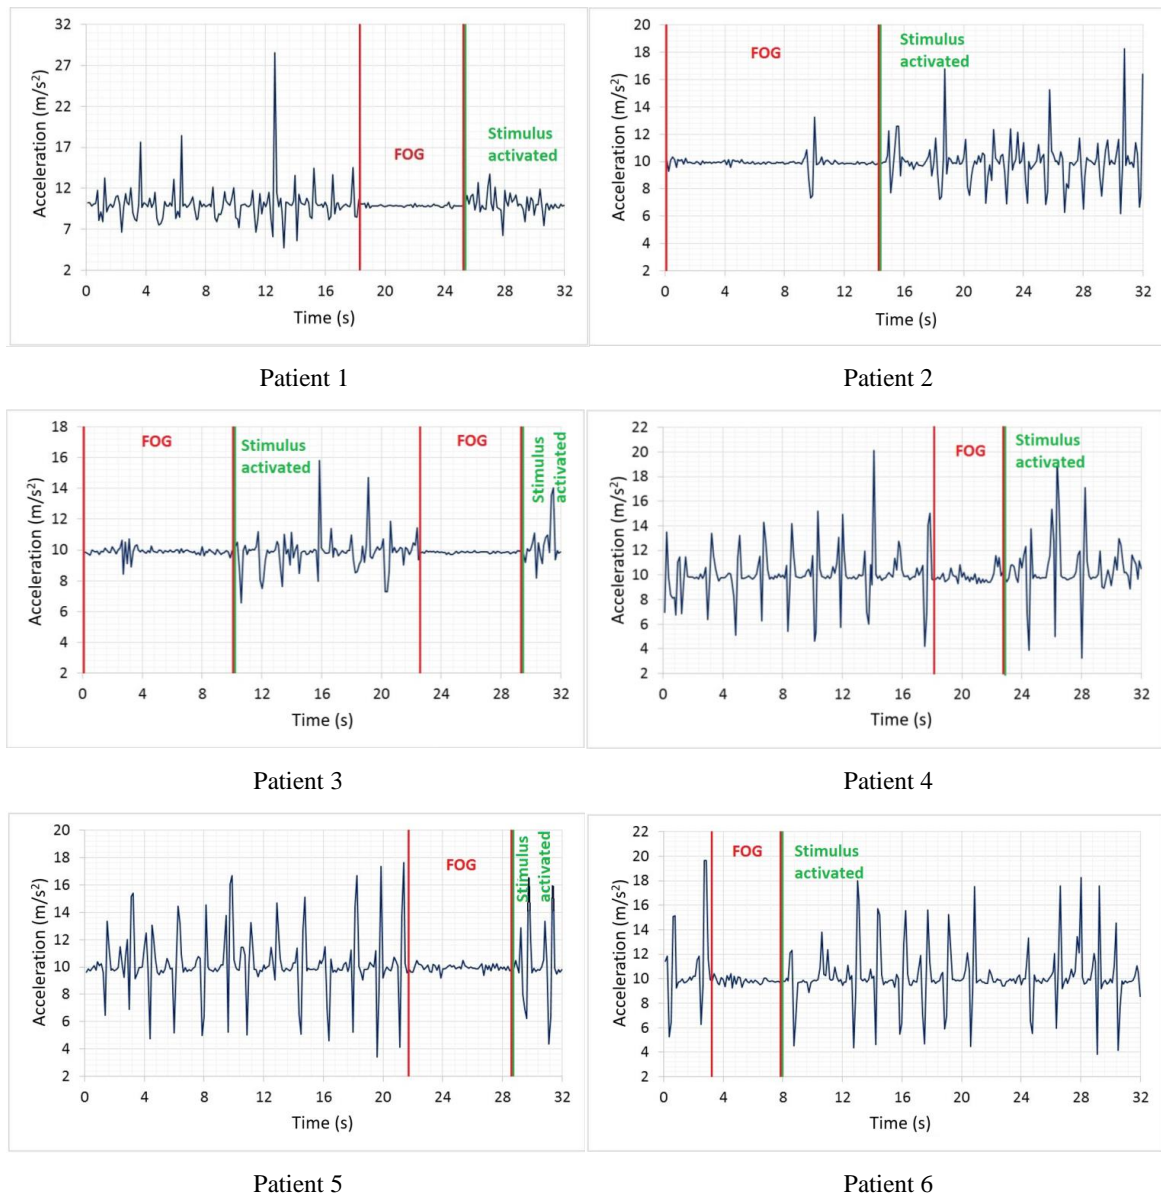 32
27
22
17
12
7
2
Acceleration (m/s²)
FOG
Stimulus
activated
0 4 8 12 16 20 24 28 32
Time (s)
Patient 1
20
18
16
14
12
10
8
6
4
2
Acceleration (m/s²)
FOG
Stimulus
activated
0 4 8 12 16 20 24 28 32
Time (s)
Patient 2
18
16
14
12
10
8
6
4
2
Acceleration (m/s²)
FOG
Stimulus
activated
FOG
Stimulus
activated
0 4 8 12 16 20 24 28 32
Time (s)
Patient 3
22
20
18
16
14
12
10
8
6
4
2
Acceleration (m/s²)
FOG
Stimulus
activated
0 4 8 12 16 20 24 28 32
Time (s)
Patient 4
20
18
16
14
12
10
8
6
4
2
Acceleration (m/s²)
FOG
Stimulus
activated
0 4 8 12 16 20 24 28 32
Time (s)
Patient 5
22
20
18
16
14
12
10
8
6
4
2
Acceleration (m/s²)
FOG
Stimulus
activated
0 4 8 12 16 20 24 28 32
Time (s)
Patient 6